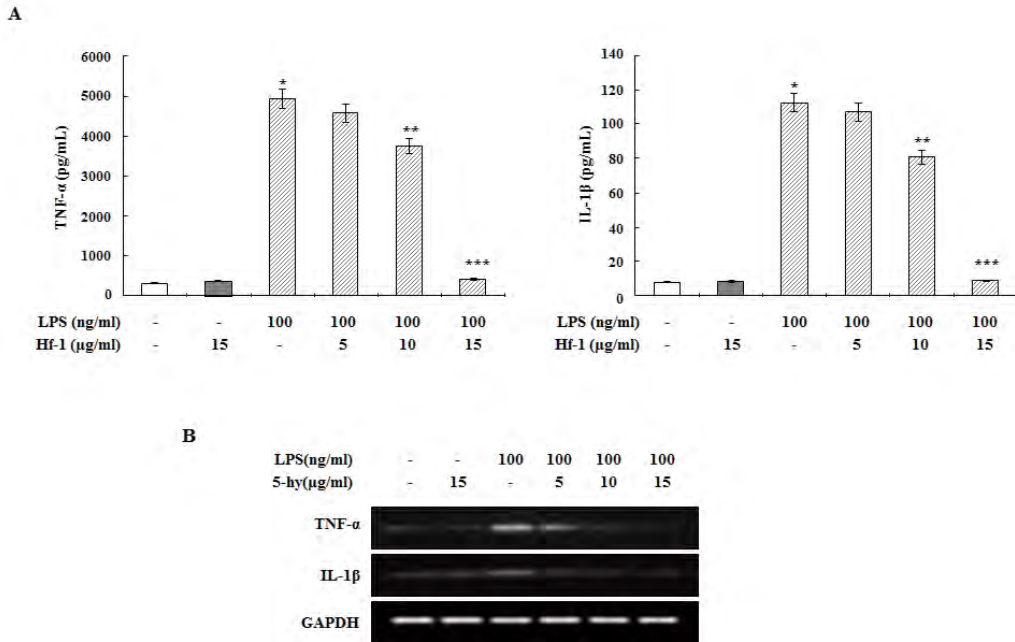 A
6000
5000
4000
3000
2000
1000
0
TNF-α (pg/mL)
*
**
***
LPS (ng/ml) - - 100 100 100 100
Hf-1 (µg/ml) - 15 - 5 10 15
140
120
100
80
60
40
20
0
IL-1β (pg/mL)
*
**
***
LPS (ng/ml) - - 100 100 100 100
Hf-1 (µg/ml) - 15 - 5 10 15
B
LPS(ng/ml) - - 100 100 100 100
5-hy(µg/ml) - 15 - 5 10 15
TNF-α
IL-1β
GAPDH